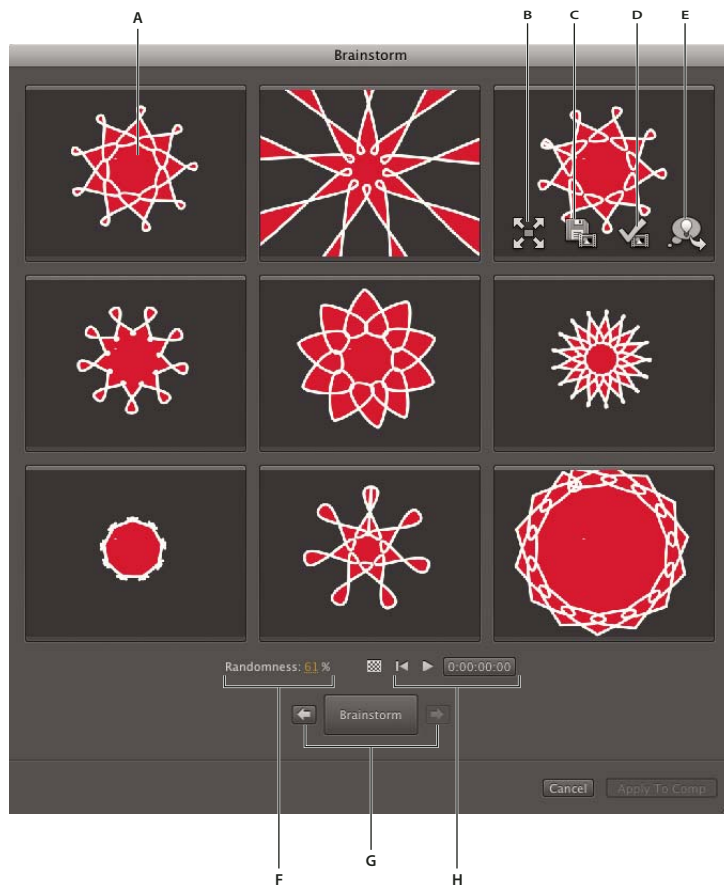 A B C D E
Brainstorm
Randomness: 61 % 0:00:00:00
Brainstorm
Cancel Apply To Comp
G
F H